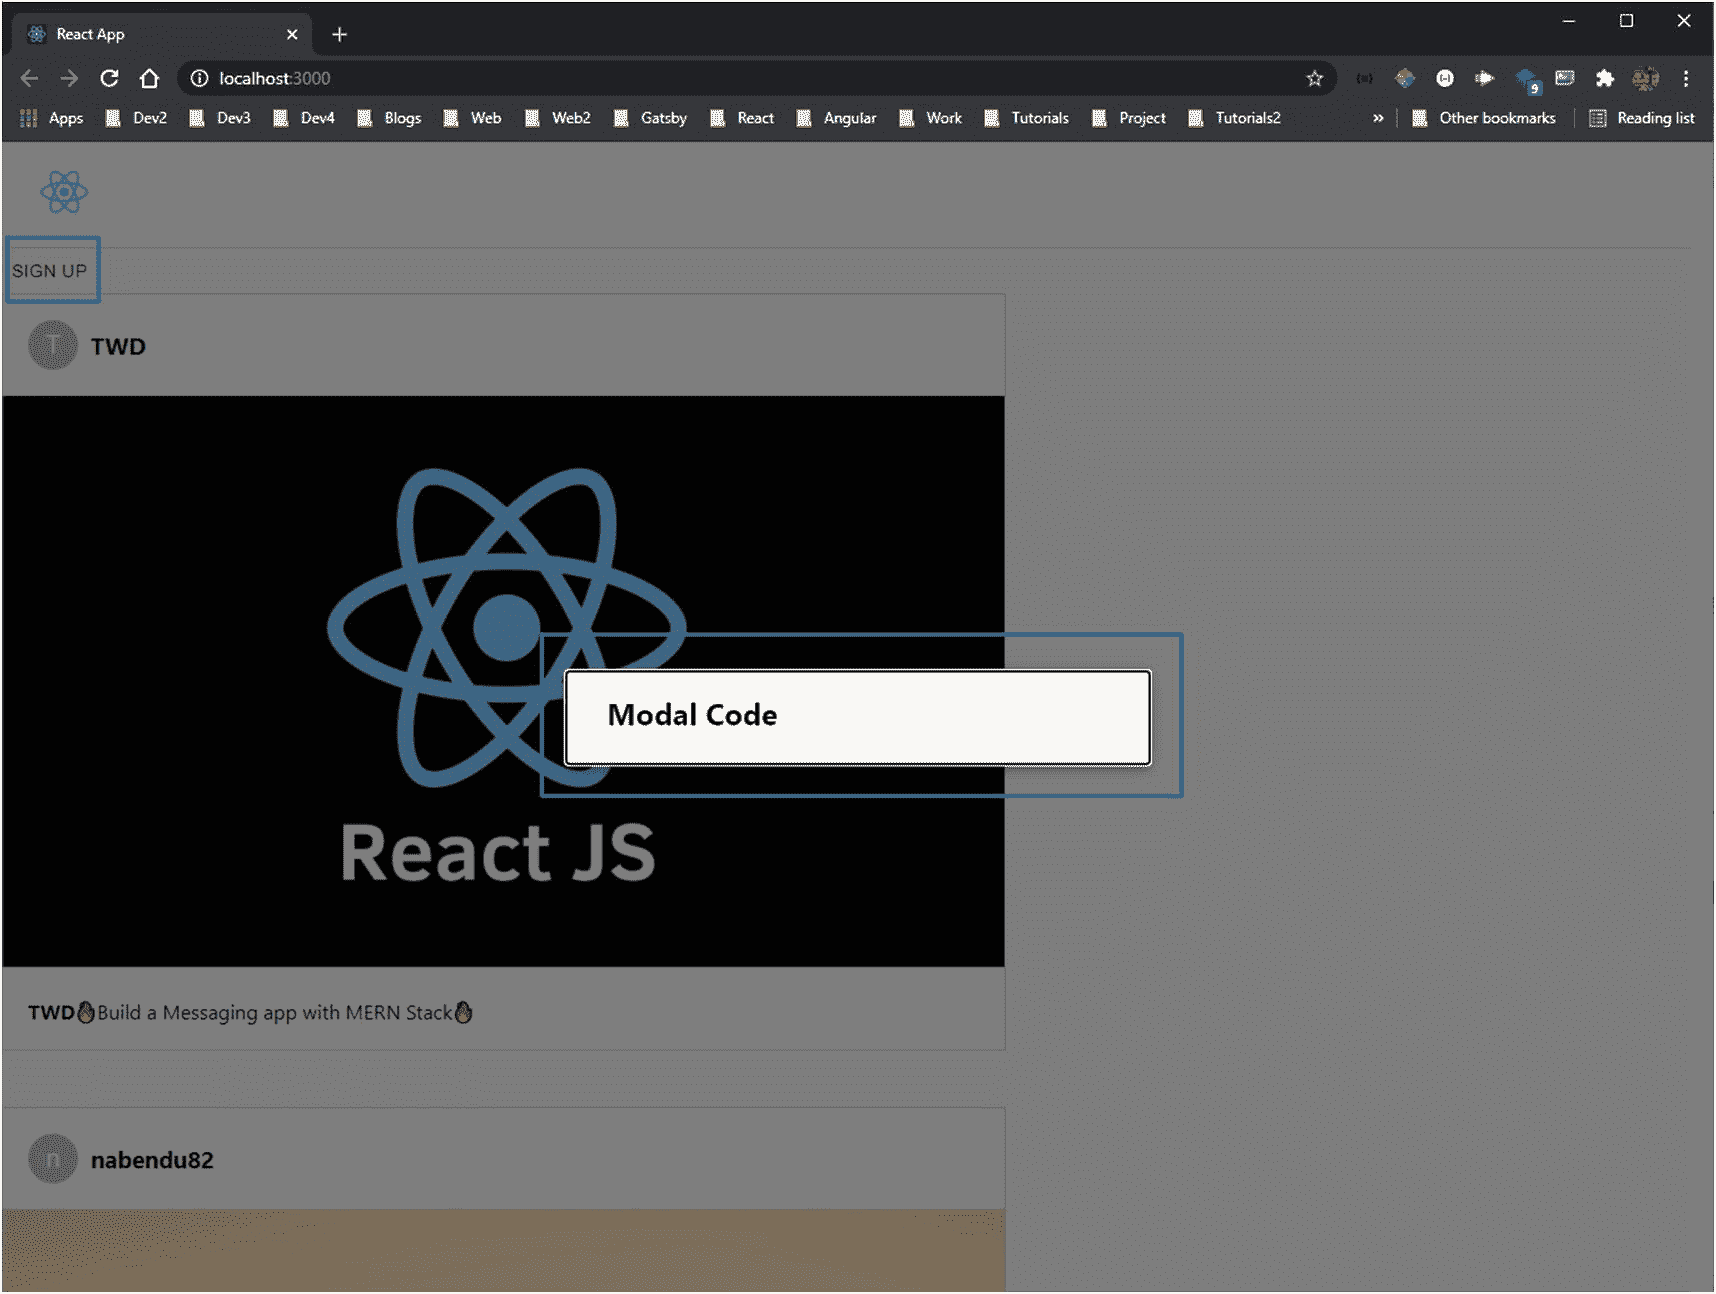 React App
localhost:3000
9
Apps Dev2 Dev3 Dev4 Blogs Web Web2 Gatsby React Angular Work Tutorials Project Tutorials2 » Other bookmarks Reading list
SIGN UP
T TWD
Modal Code
React JS
TWD🔥Build a Messaging app with MERN Stack🔥
n nabendu82